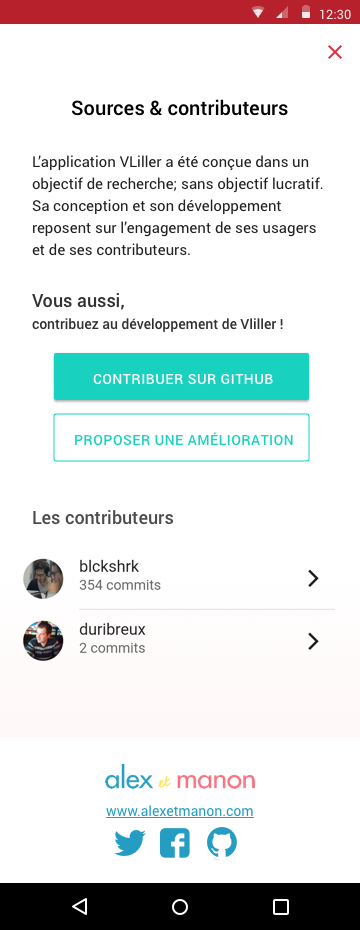 12:30
Sources & contributeurs
L'application VLiller a été conçue dans un
objectif de recherche; sans objectif lucratif.
Sa conception et son développement
reposent sur l'engagement de ses usagers
et de ses contributeurs.
Vous aussi,
contribuez au développement de Vliller !
CONTRIBUER SUR GITHUB
PROPOSER UNE AMÉLIORATION
Les contributeurs
blckshrk
354 commits
duribreux
2 commits
alex et manon
www.alexetmanon.com